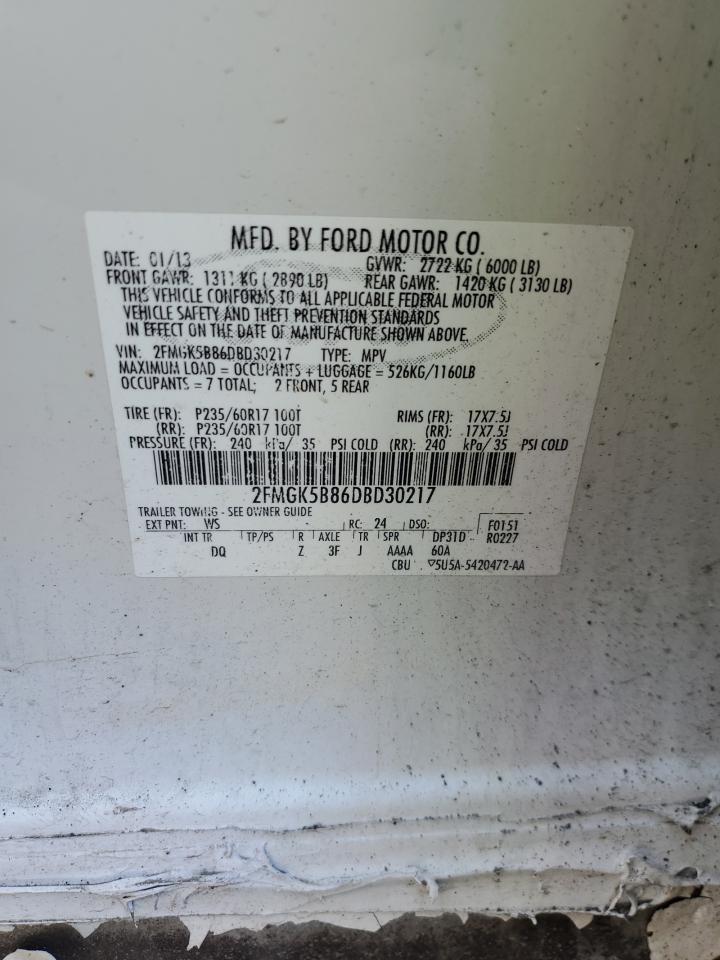 MFD. BY FORD MOTOR CO.
DATE: 01/13 GVWR: 2722 KG ( 6000 LB)
FRONT GAWR: 1311 KG ( 2890 LB) REAR GAWR: 1420 KG ( 3130 LB)
THIS VEHICLE CONFORMS TO ALL APPLICABLE FEDERAL MOTOR
VEHICLE SAFETY AND THEFT PREVENTION STANDARDS
IN EFFECT ON THE DATE OF MANUFACTURE SHOWN ABOVE.
VIN: 2FMGK5B86DBD30217 TYPE: MPV
MAXIMUM LOAD = OCCUPANTS + LUGGAGE = 526KG/1160LB
OCCUPANTS = 7 TOTAL; 2 FRONT, 5 REAR
TIRE (FR): P235/60R17 100T RIMS (FR): 17X7.5J
(RR): P235/60R17 100T (RR): 17X7.5J
PRESSURE (FR): 240 kPa/ 35 PSI COLD (RR): 240 kPa/ 35 PSI COLD
2FMGK5B86DBD30217
TRAILER TOWING - SEE OWNER GUIDE
EXT PNT: WS RC: 24 DSO: F0151
INT TR TP/PS R AXLE TR SPR DP31D R0227
DQ Z 3F J AAAA 60A
CBU ▽5U5A-5420472-AA